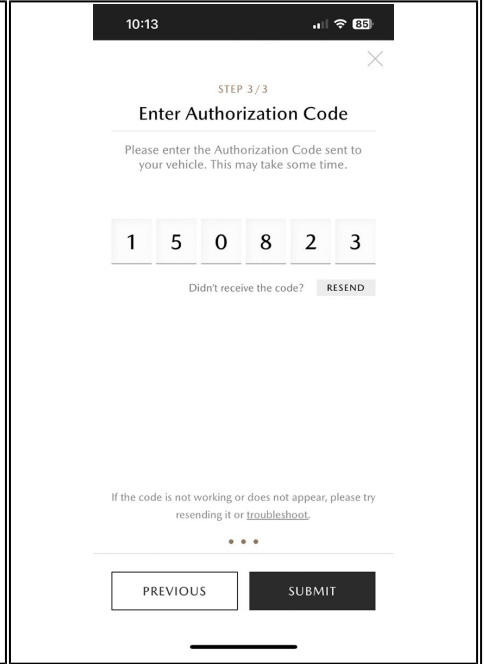 10:13
85
STEP 3/3
Enter Authorization Code
Please enter the Authorization Code sent to
your vehicle. This may take some time.
1 5 0 8 2 3
Didn't receive the code? RESEND
If the code is not working or does not appear, please try
resending it or troubleshoot.
PREVIOUS SUBMIT